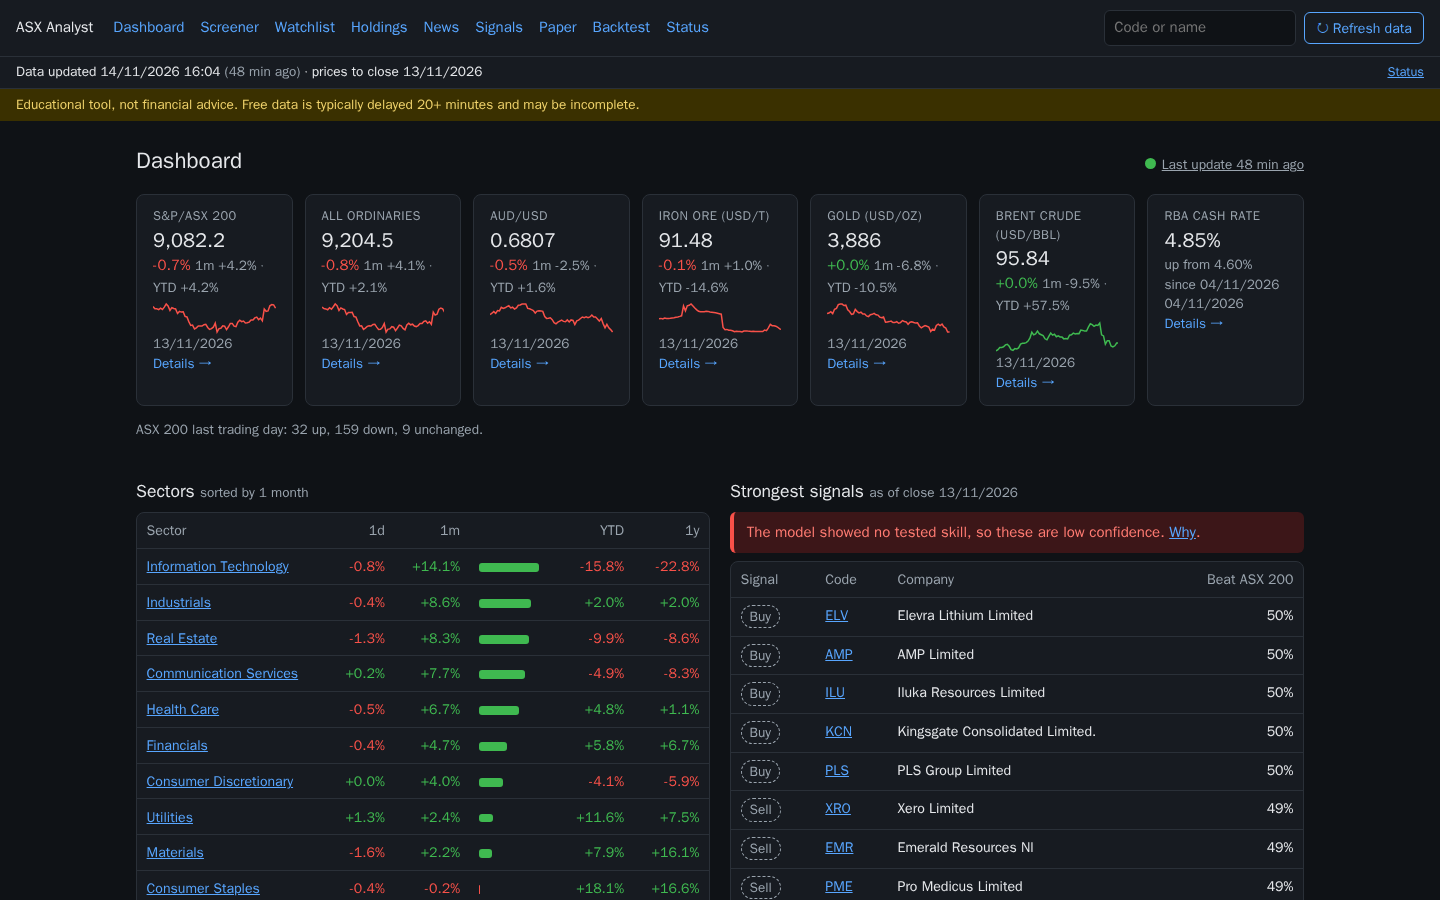 ASX Analyst Dashboard Screener Watchlist Holdings News Signals Paper Backtest Status Code or name ↻ Refresh data
Data updated 14/11/2026 16:04 (48 min ago) · prices to close 13/11/2026 Status
Educational tool, not financial advice. Free data is typically delayed 20+ minutes and may be incomplete.
Dashboard
Last update 48 min ago
S&P/ASX 200
9,082.2
-0.7% 1m +4.2% ·
YTD +4.2%
13/11/2026
Details →
ALL ORDINARIES
9,204.5
-0.8% 1m +4.1% ·
YTD +2.1%
13/11/2026
Details →
AUD/USD
0.6807
-0.5% 1m -2.5% ·
YTD +1.6%
13/11/2026
Details →
IRON ORE (USD/T)
91.48
-0.1% 1m +1.0% ·
YTD -14.6%
13/11/2026
Details →
GOLD (USD/OZ)
3,886
+0.0% 1m -6.8% ·
YTD -10.5%
13/11/2026
Details →
BRENT CRUDE
(USD/BBL)
95.84
+0.0% 1m -9.5% ·
YTD +57.5%
13/11/2026
Details →
RBA CASH RATE
4.85%
up from 4.60%
since 04/11/2026
04/11/2026
Details →
ASX 200 last trading day: 32 up, 159 down, 9 unchanged.
Sectors sorted by 1 month
Sector 1d 1m YTD 1y
Information Technology -0.8% +14.1% -15.8% -22.8%
Industrials -0.4% +8.6% +2.0% +2.0%
Real Estate -1.3% +8.3% -9.9% -8.6%
Communication Services +0.2% +7.7% -4.9% -8.3%
Health Care -0.5% +6.7% +4.8% +1.1%
Financials -0.4% +4.7% +5.8% +6.7%
Consumer Discretionary +0.0% +4.0% -4.1% -5.9%
Utilities +1.3% +2.4% +11.6% +7.5%
Materials -1.6% +2.2% +7.9% +16.1%
Consumer Staples -0.4% -0.2% +18.1% +16.6%
Strongest signals as of close 13/11/2026
The model showed no tested skill, so these are low confidence. Why.
Signal Code Company Beat ASX 200
Buy ELV Elevra Lithium Limited 50%
Buy AMP AMP Limited 50%
Buy ILU Iluka Resources Limited 50%
Buy KCN Kingsgate Consolidated Limited. 50%
Buy PLS PLS Group Limited 50%
Sell XRO Xero Limited 49%
Sell EMR Emerald Resources Nl 49%
Sell PME Pro Medicus Limited 49%